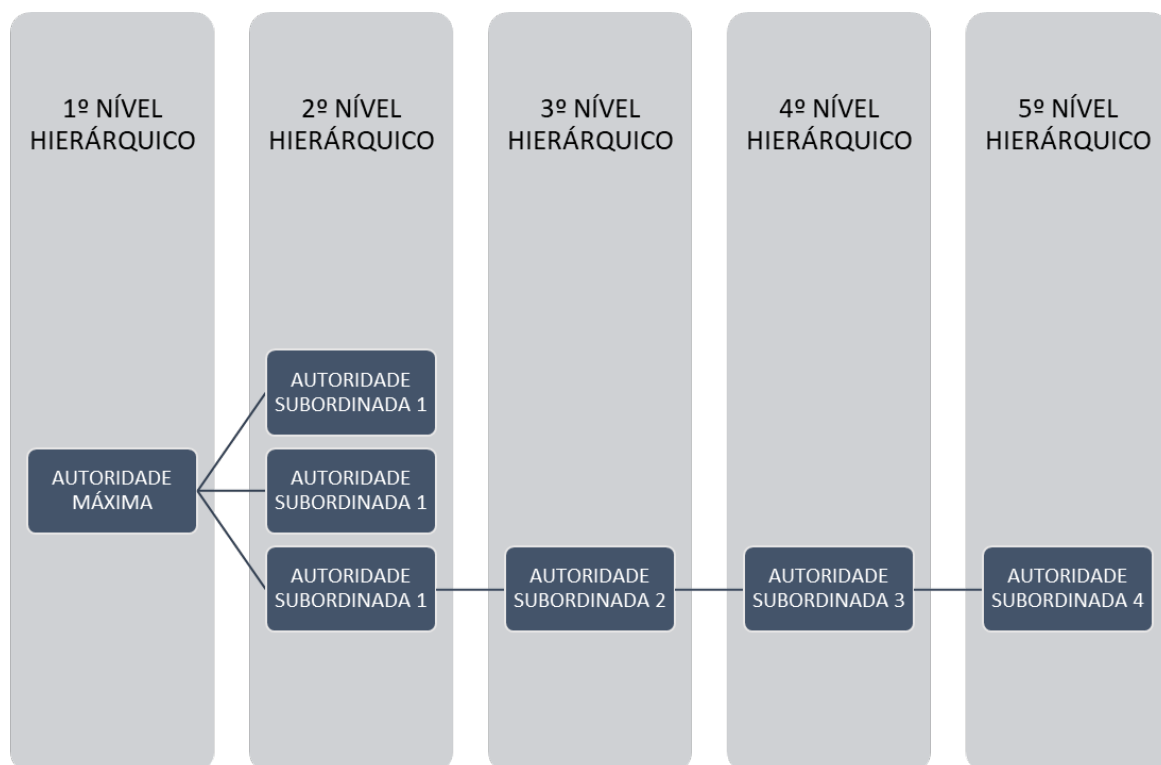 1º NÍVEL
HIERÁRQUICO
2º NÍVEL
HIERÁRQUICO
3º NÍVEL
HIERÁRQUICO
4º NÍVEL
HIERÁRQUICO
5º NÍVEL
HIERÁRQUICO
AUTORIDADE
MÁXIMA
AUTORIDADE
SUBORDINADA 1
AUTORIDADE
SUBORDINADA 1
AUTORIDADE
SUBORDINADA 1
AUTORIDADE
SUBORDINADA 2
AUTORIDADE
SUBORDINADA 3
AUTORIDADE
SUBORDINADA 4